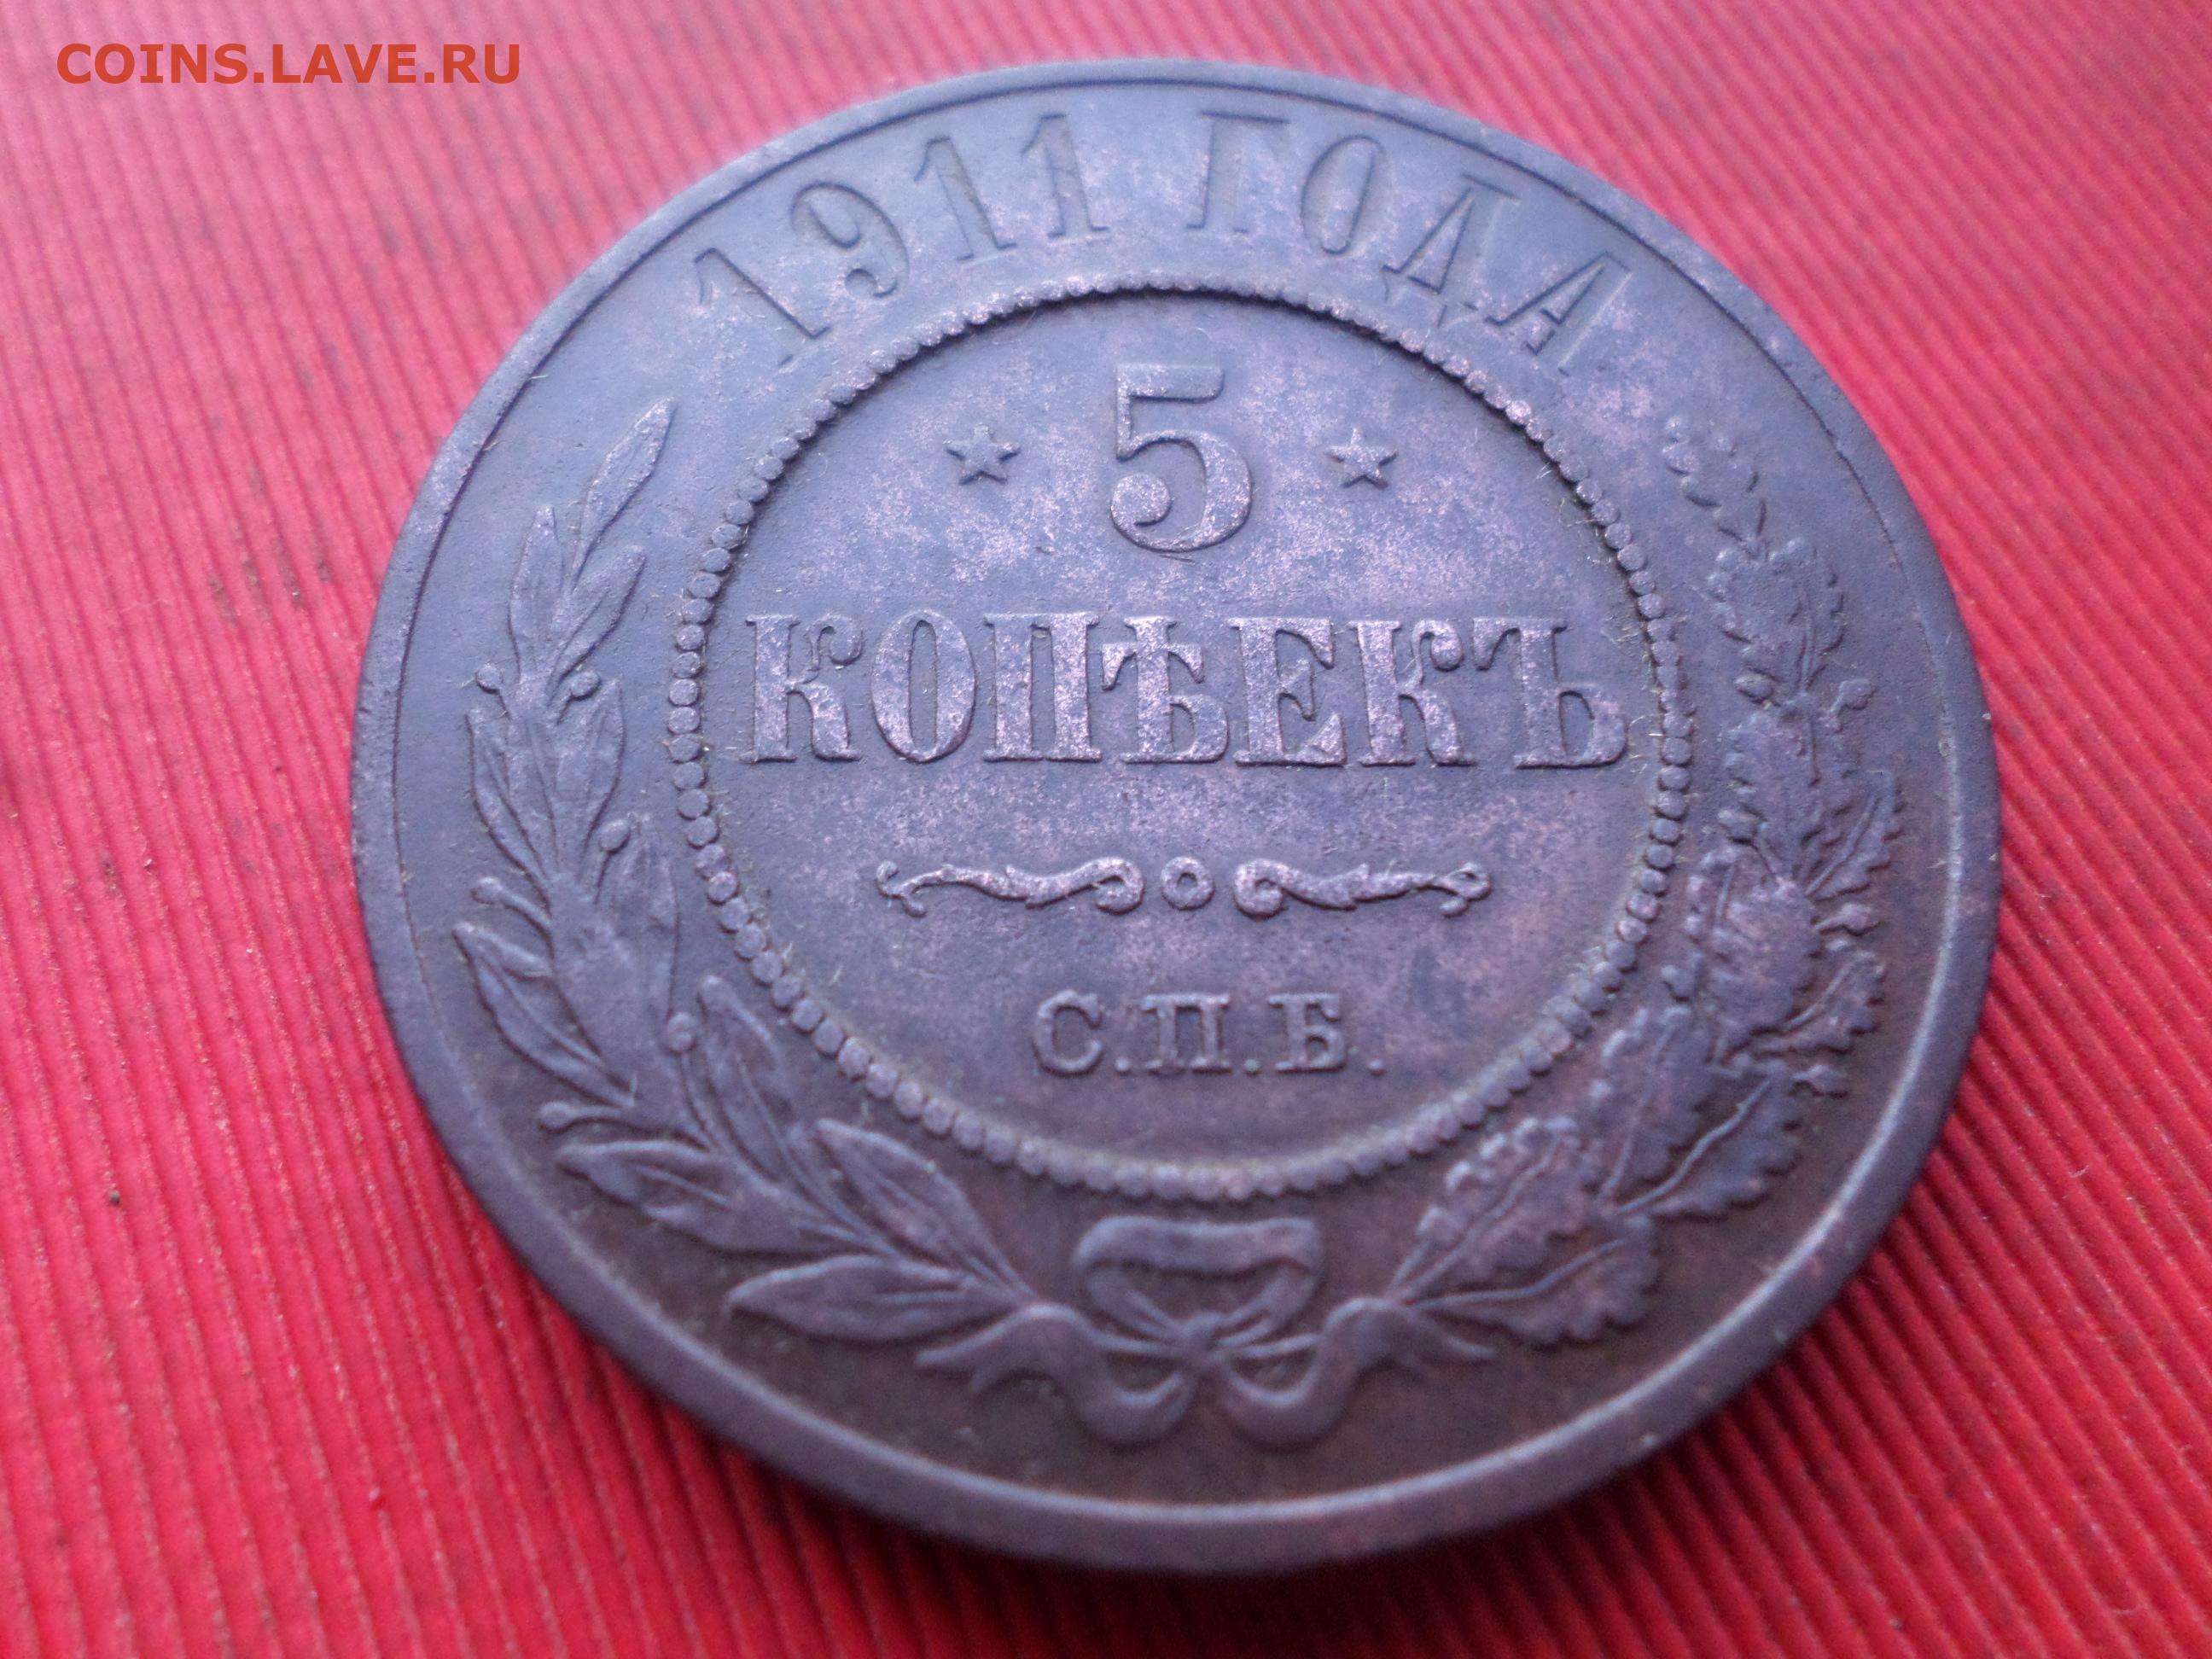 COINS.LAVE.RU
1911 ГОДА
5
КОПѢЕКЪ
С.П.Б.